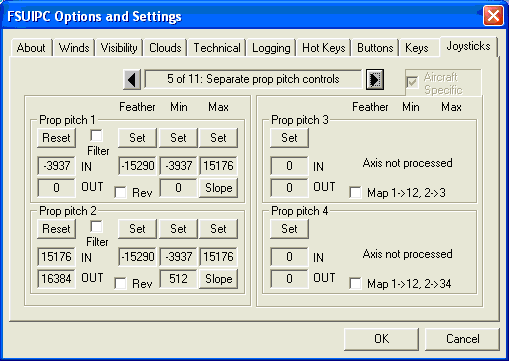 FSUIPC Options and Settings
About Winds Visibility Clouds Technical Logging Hot Keys Buttons Keys Joysticks
5 of 11: Separate prop pitch controls
Aircraft
Specific
Feather Min Max
Prop pitch 1
Reset Set Set Set
Filter
-3937 IN -15290 -3937 15176
0 OUT Rev 0 Slope
Prop pitch 2
Reset Set Set Set
Filter
15176 IN -15290 -3937 15176
16384 OUT Rev 512 Slope
Feather Min Max
Prop pitch 3
Set
0 IN Axis not processed
0 OUT Map 1->12, 2->3
Prop pitch 4
Set
0 IN Axis not processed
0 OUT Map 1->12, 2->34
OK Cancel